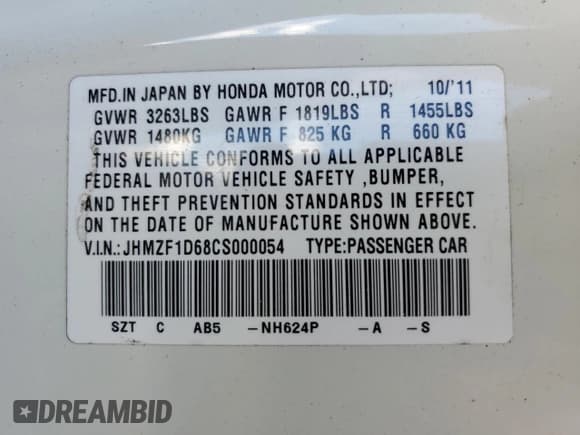 MFD.IN JAPAN BY HONDA MOTOR CO.,LTD; 10/'11
GVWR 3263LBS GAWR F 1819LBS R 1455LBS
GVWR 1480KG GAWR F 825 KG R 660 KG
THIS VEHICLE CONFORMS TO ALL APPLICABLE
FEDERAL MOTOR VEHICLE SAFETY ,BUMPER,
AND THEFT PREVENTION STANDARDS IN EFFECT
ON THE DATE OF MANUFACTURE SHOWN ABOVE.
V.I.N.:JHMZF1D68CS000054 TYPE:PASSENGER CAR
SZT C AB5 -NH624P -A -S
DREAMBID